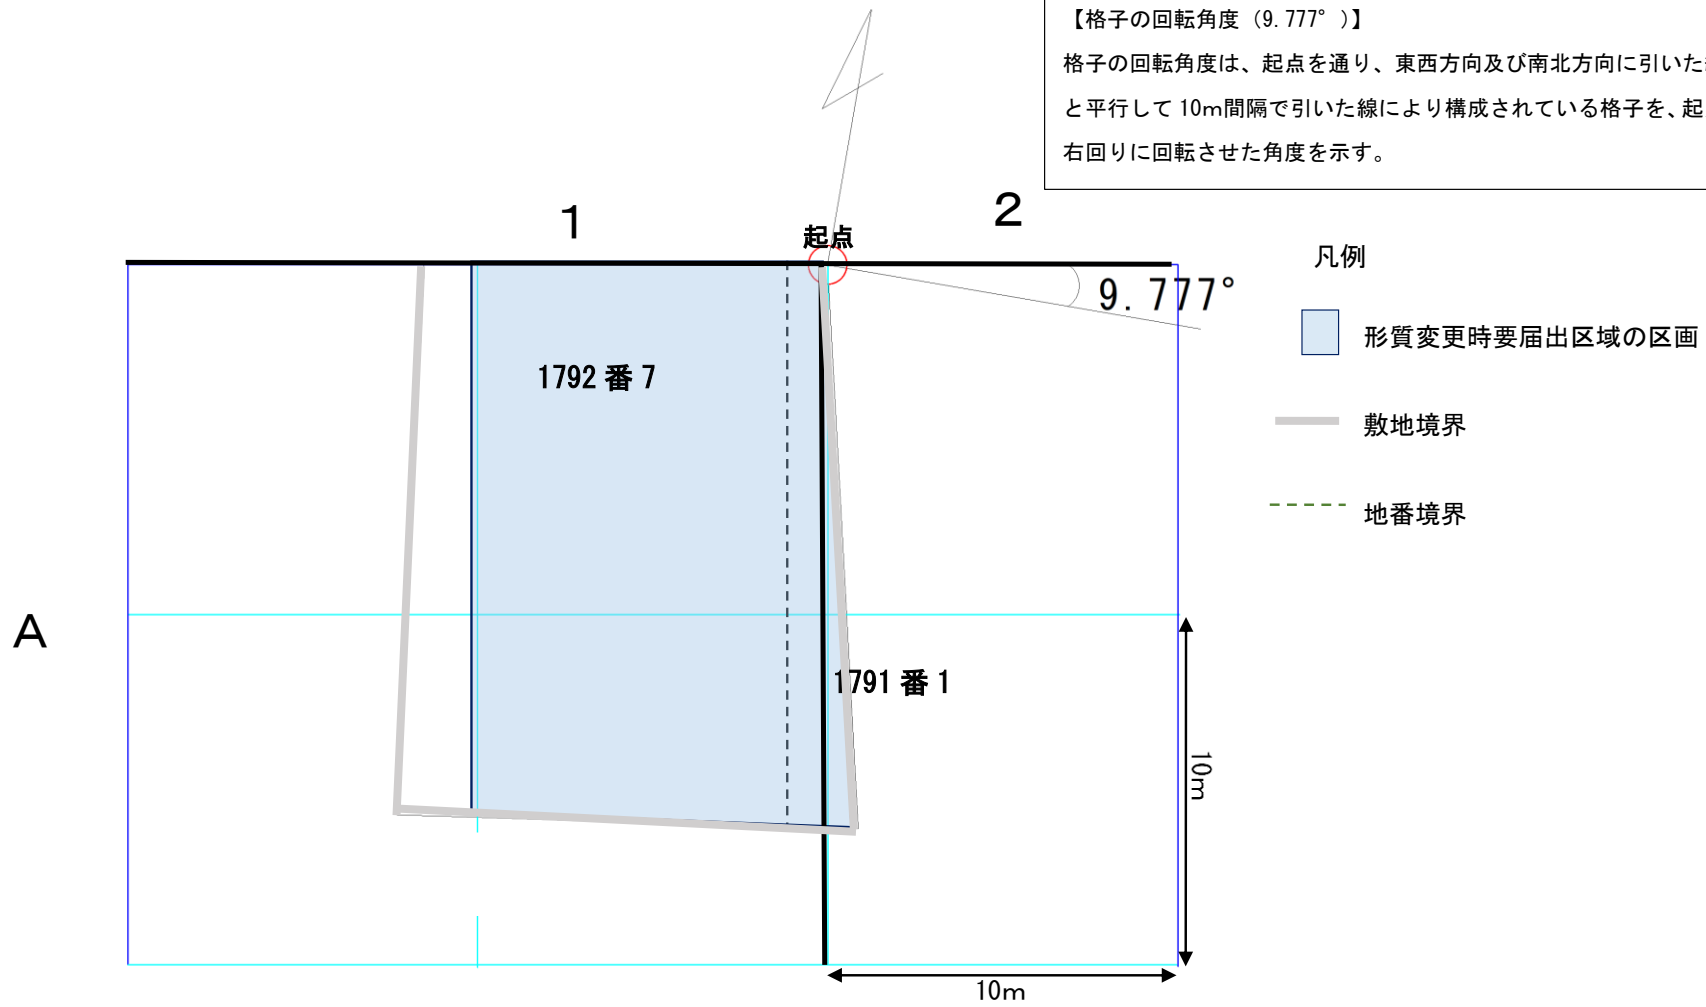 【格子の回転角度（9.777°）】
格子の回転角度は、起点を通り、東西方向及び南北方向に引いた
と平行して10m間隔で引いた線により構成されている格子を、起
右回りに回転させた角度を示す。
1
2
起点
9.777°
凡例
形質変更時要届出区域の区画
敷地境界
地番境界
1792番7
A
1791番1
10m
10m